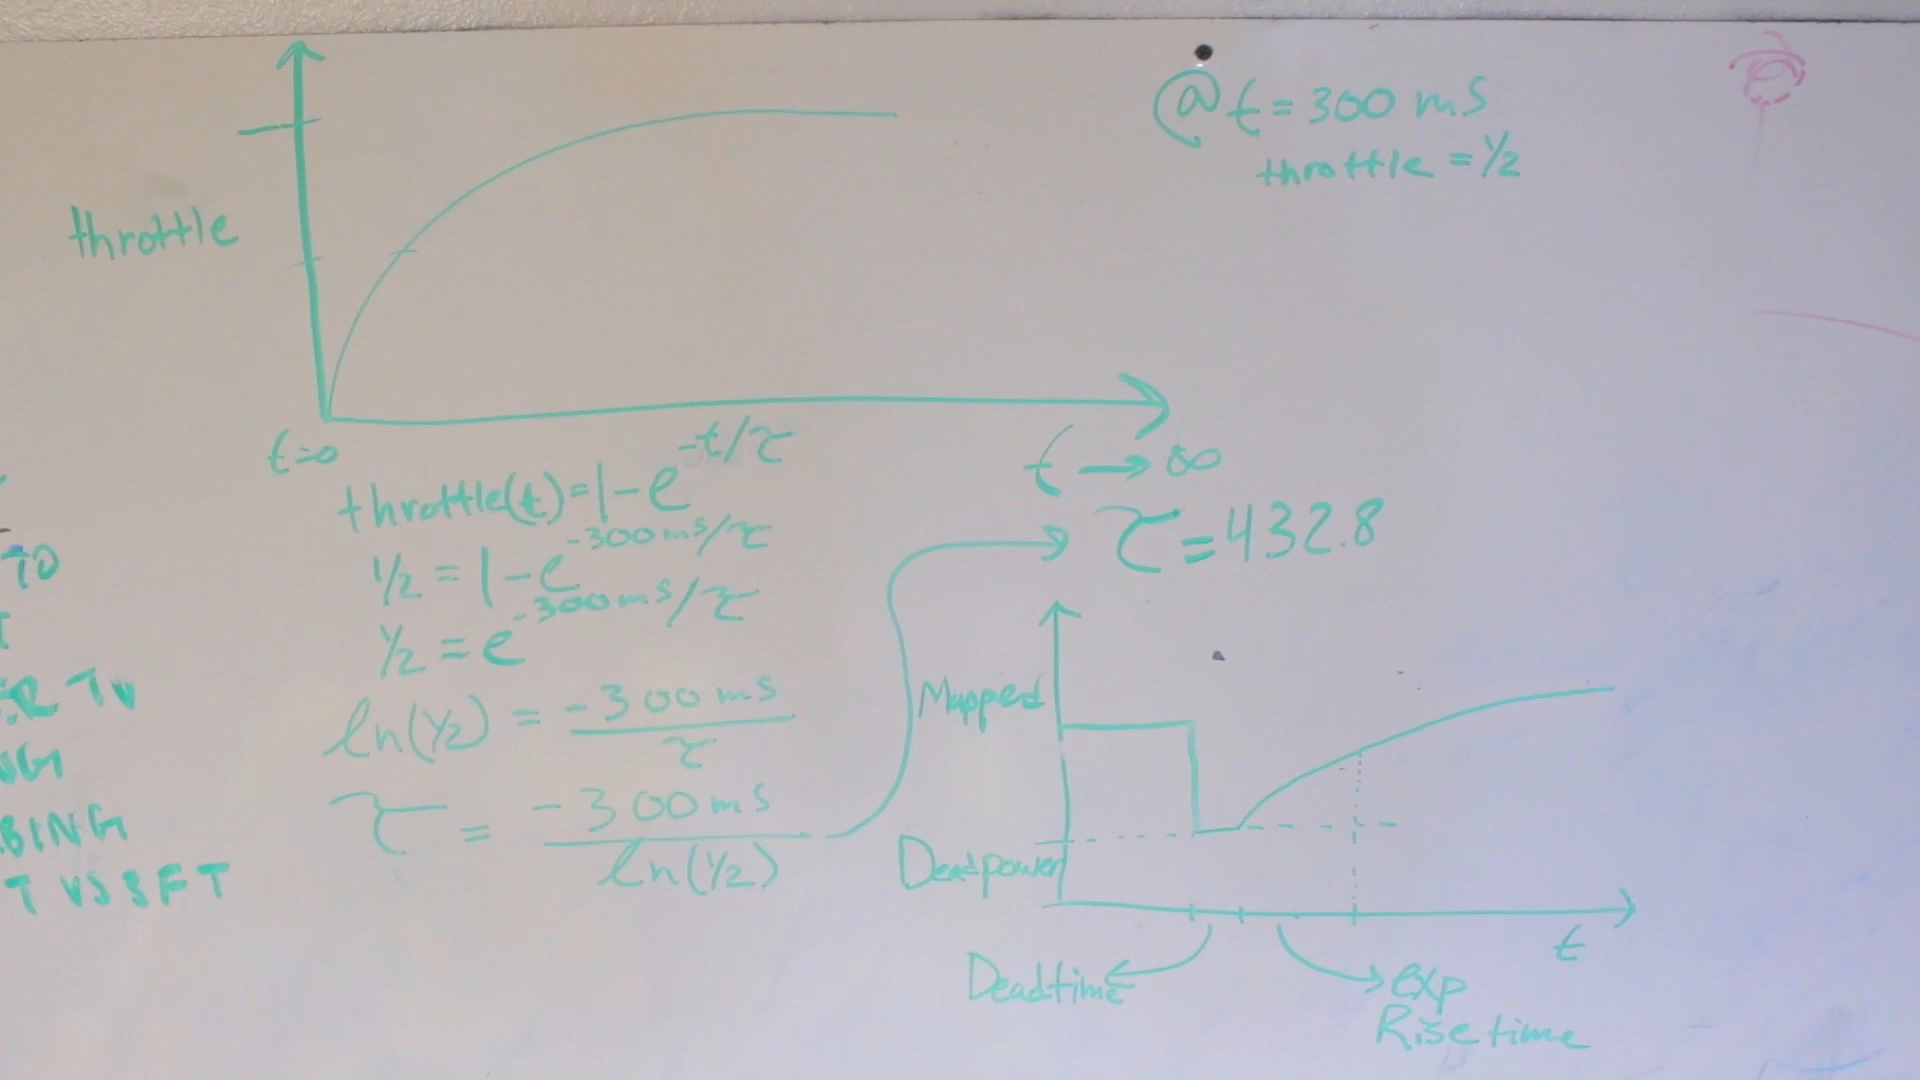 @ t = 300 ms
throttle = 1/2
throttle
t=0
t → ∞
throttle(t) = 1 - e^-t/τ
1/2 = 1 - e^-300ms/τ
1/2 = e^-300ms/τ
ln(1/2) = -300ms / τ
τ = -300ms / ln(1/2)
τ = 432.8
Mapped
Deadpower
t
Deadtime
exp
Rise time
TO
BING
T VS SFT